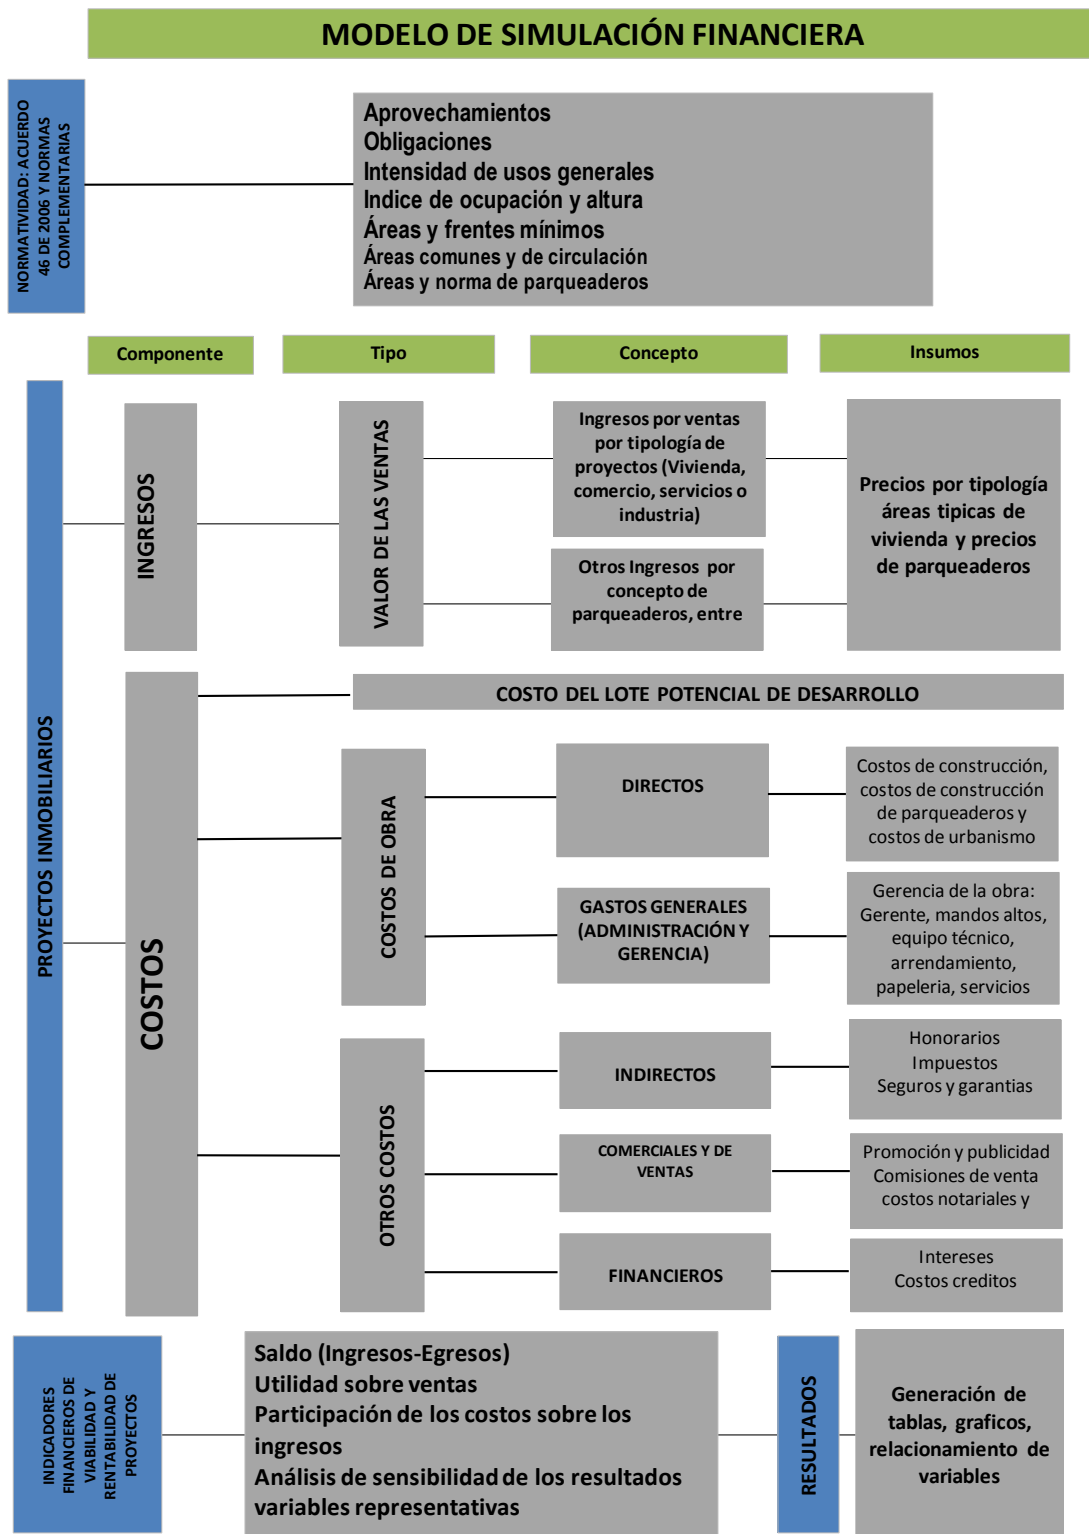 MODELO DE SIMULACIÓN FINANCIERA
NORMATIVIDAD: ACUERDO
46 DE 2006 Y NORMAS
COMPLEMENTARIAS
Aprovechamientos
Obligaciones
Intensidad de usos generales
Indice de ocupación y altura
Áreas y frentes mínimos
Áreas comunes y de circulación
Áreas y norma de parqueaderos
Componente
Tipo
Concepto
Insumos
PROYECTOS INMOBILIARIOS
INGRESOS
VALOR DE LAS VENTAS
Ingresos por ventas
por tipología de
proyectos (Vivienda,
comercio, servicios o
industria)
Otros Ingresos por
concepto de
parqueaderos, entre
Precios por tipología
áreas tipicas de
vivienda y precios
de parqueaderos
COSTOS
COSTO DEL LOTE POTENCIAL DE DESARROLLO
COSTOS DE OBRA
DIRECTOS
Costos de construcción,
costos de construcción
de parqueaderos y
costos de urbanismo
GASTOS GENERALES
(ADMINISTRACIÓN Y
GERENCIA)
Gerencia de la obra:
Gerente, mandos altos,
equipo técnico,
arrendamiento,
papeleria, servicios
OTROS COSTOS
INDIRECTOS
Honorarios
Impuestos
Seguros y garantias
COMERCIALES Y DE
VENTAS
Promoción y publicidad
Comisiones de venta
costos notariales y
FINANCIEROS
Intereses
Costos creditos
INDICADORES
FINANCIEROS DE
VIABILIDAD Y
RENTABILIDAD DE
PROYECTOS
Saldo (Ingresos-Egresos)
Utilidad sobre ventas
Participación de los costos sobre los
ingresos
Análisis de sensibilidad de los resultados
variables representativas
RESULTADOS
Generación de
tablas, graficos,
relacionamiento de
variables